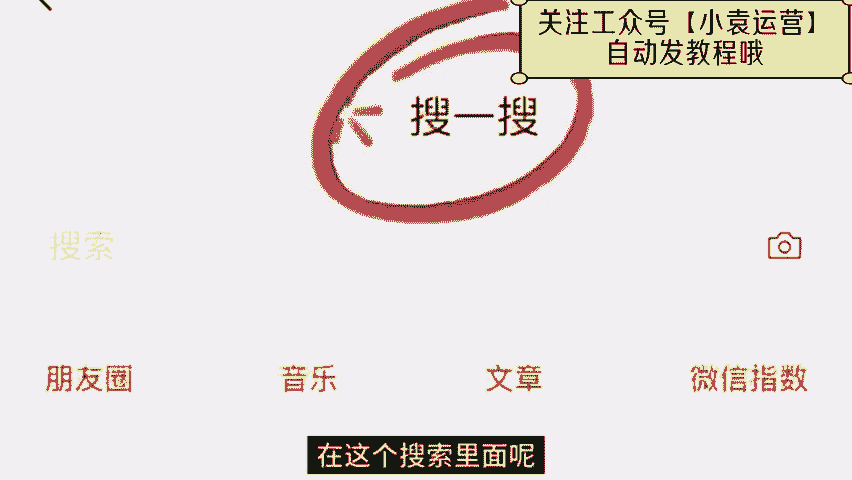 关注工众号【小袁运营】
自动发教程哦
搜一搜
搜索
朋友圈 音乐 文章 微信指数
在这个搜索里面呢